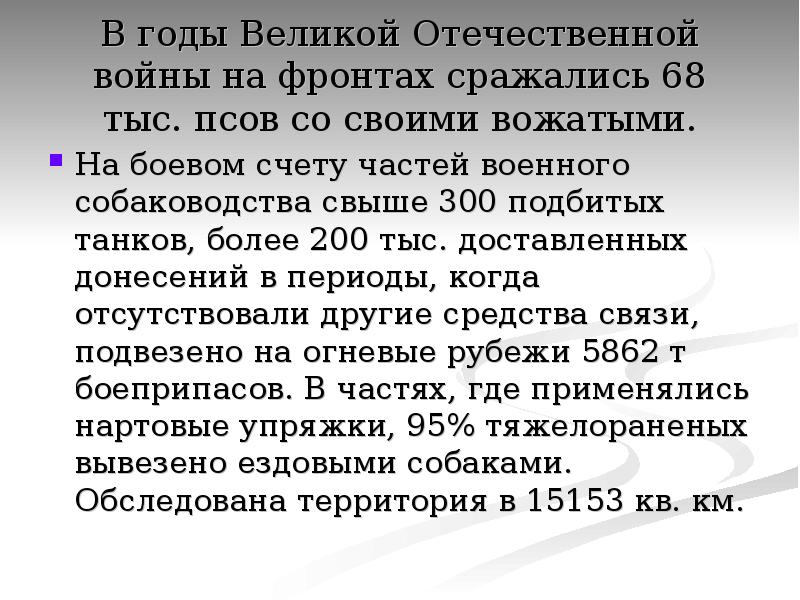 В годы Великой Отечественной
войны на фронтах сражались 68
тыс. псов со своими вожатыми.
На боевом счету частей военного
собаководства свыше 300 подбитых
танков, более 200 тыс. доставленных
донесений в периоды, когда
отсутствовали другие средства связи,
подвезено на огневые рубежи 5862 т
боеприпасов. В частях, где применялись
нартовые упряжки, 95% тяжелораненых
вывезено ездовыми собаками.
Обследована территория в 15153 кв. км.